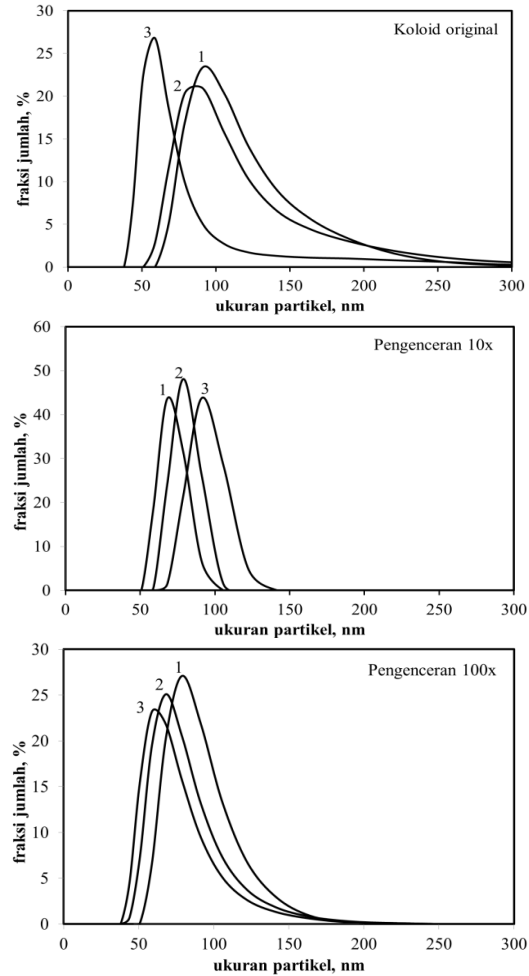 Koloid original
fraksi jumlah, %
30
25
20
15
10
5
0
3
1
2
0 50 100 150 200 250 300
ukuran partikel, nm
Pengenceran 10x
fraksi jumlah, %
60
50
40
30
20
10
0
1
2
3
0 50 100 150 200 250 300
ukuran partikel, nm
Pengenceran 100x
fraksi jumlah, %
30
25
20
15
10
5
0
1
2
3
0 50 100 150 200 250 300
ukuran partikel, nm